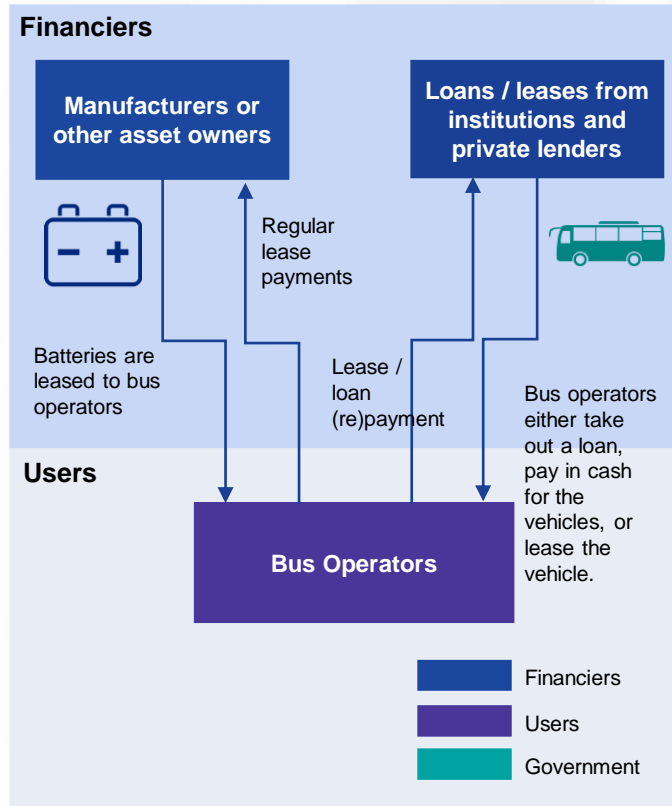 Financiers
Manufacturers or
other asset owners
Loans / leases from
institutions and
private lenders
Regular
lease
payments
Batteries are
leased to bus
operators
Lease /
loan
(re)payment
Bus operators
either take
out a loan,
pay in cash
for the
vehicles, or
lease the
vehicle.
Users
Bus Operators
Financiers
Users
Government